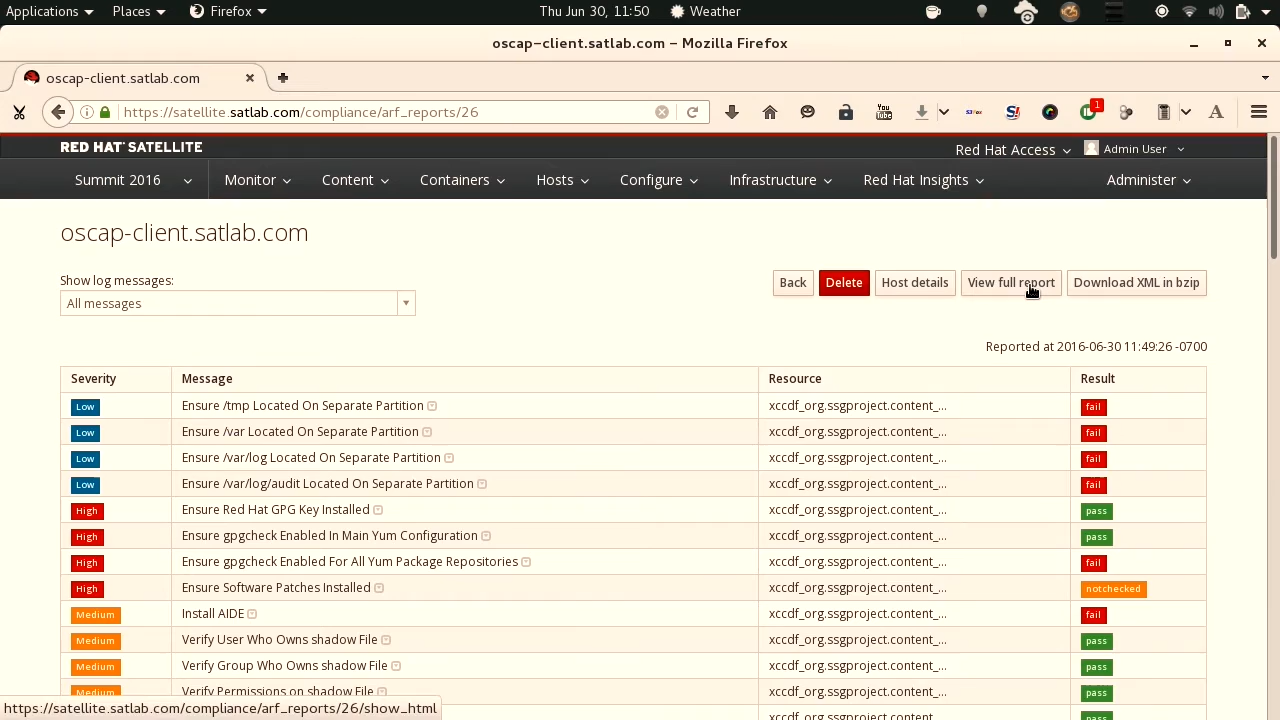 Applications Places Firefox Thu Jun 30, 11:50 Weather
oscap-client.satlab.com – Mozilla Firefox
oscap-client.satlab.com
https://satellite.satlab.com/compliance/arf_reports/26 You Tube S! 1 A
RED HAT SATELLITE Red Hat Access Admin User
Summit 2016 Monitor Content Containers Hosts Configure Infrastructure Red Hat Insights Administer
oscap-client.satlab.com
Show log messages:
All messages Back Delete Host details View full report Download XML in bzip
Reported at 2016-06-30 11:49:26 -0700
Severity Message Resource Result
Low Ensure /tmp Located On Separate Partition xccdf_org.ssgproject.content_... fail
Low Ensure /var Located On Separate Partition xccdf_org.ssgproject.content_... fail
Low Ensure /var/log Located On Separate Partition xccdf_org.ssgproject.content_... fail
Low Ensure /var/log/audit Located On Separate Partition xccdf_org.ssgproject.content_... fail
High Ensure Red Hat GPG Key Installed xccdf_org.ssgproject.content_... pass
High Ensure gpgcheck Enabled In Main Yum Configuration xccdf_org.ssgproject.content_... pass
High Ensure gpgcheck Enabled For All Yum Package Repositories xccdf_org.ssgproject.content_... fail
High Ensure Software Patches Installed xccdf_org.ssgproject.content_... notchecked
Medium Install AIDE xccdf_org.ssgproject.content_... fail
Medium Verify User Who Owns shadow File xccdf_org.ssgproject.content_... pass
Medium Verify Group Who Owns shadow File xccdf_org.ssgproject.content_... pass
Medium Verify Permissions on shadow File xccdf_org.ssgproject.content_... pass
https://satellite.satlab.com/compliance/arf_reports/26/show_html xccdf_org.ssgproject.content_... pass